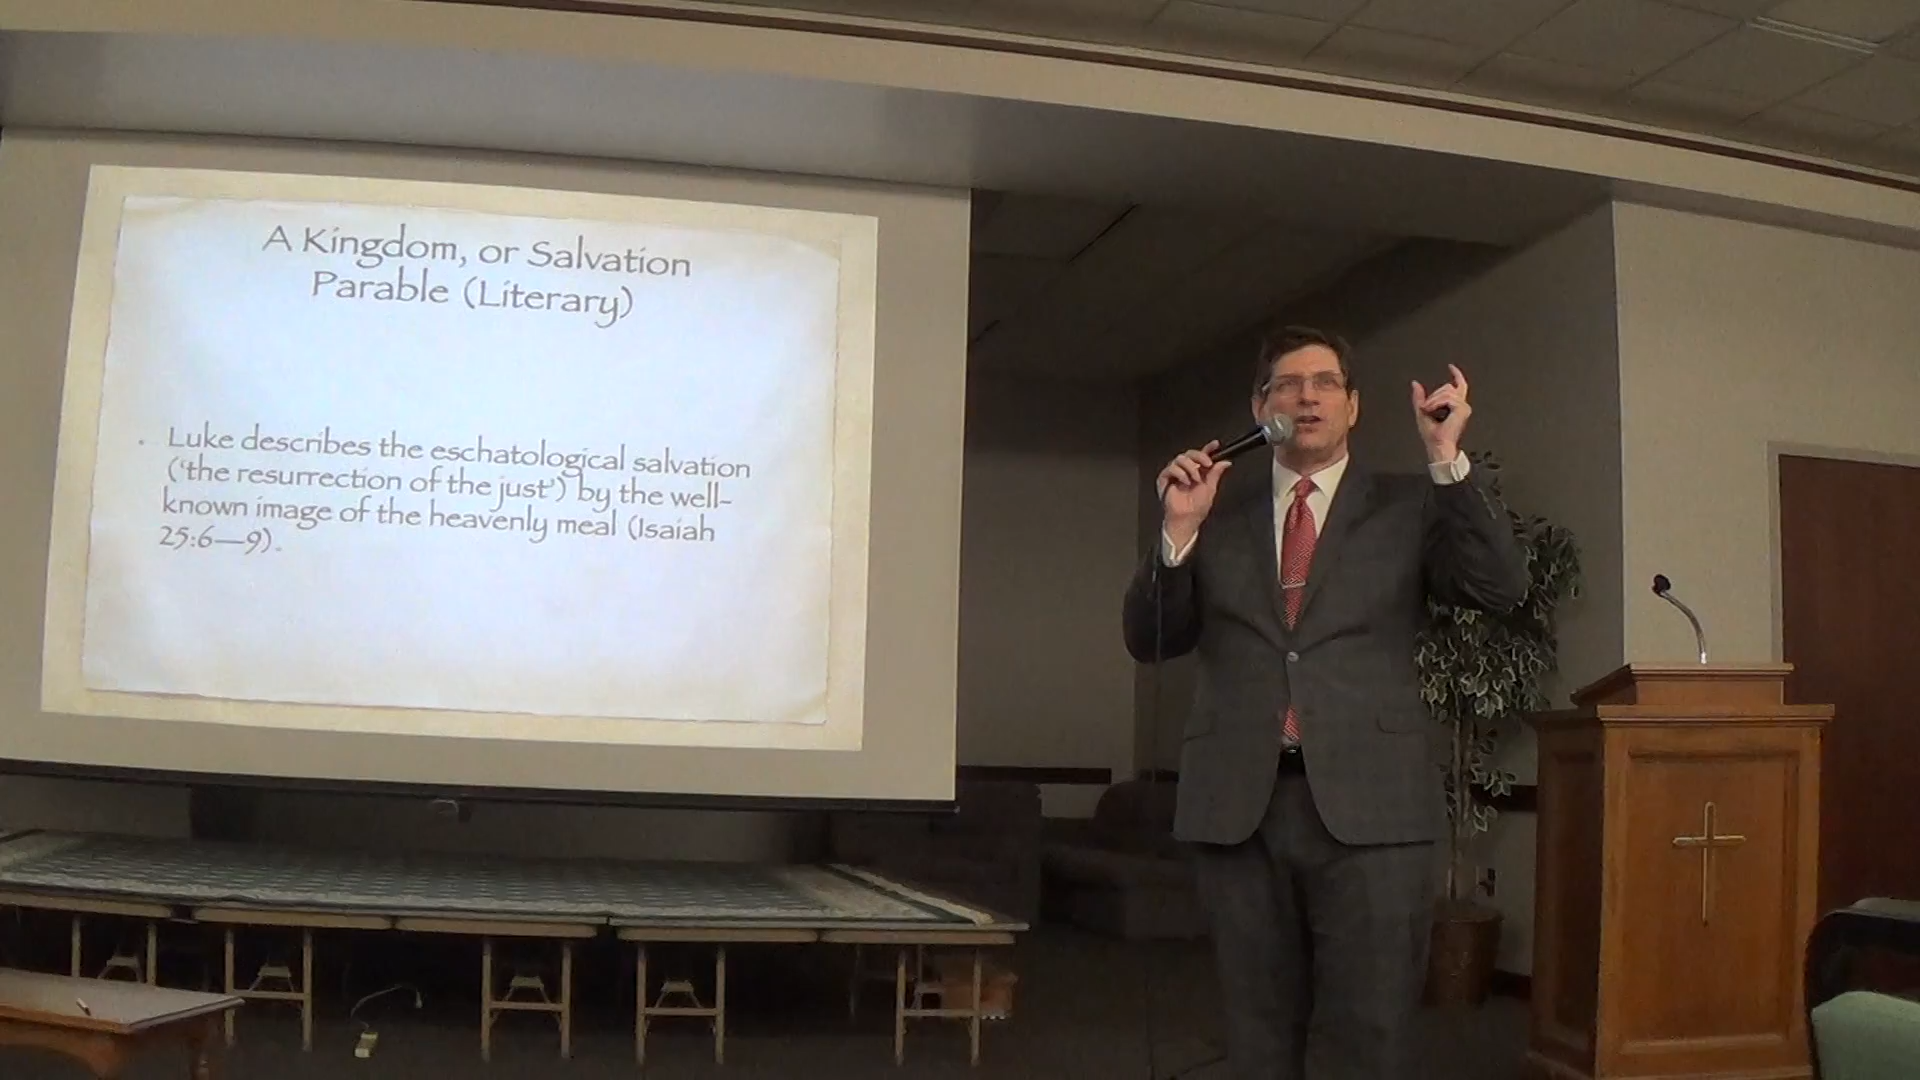 A Kingdom, or Salvation
Parable (Literary)
. Luke describes the eschatological salvation
('the resurrection of the just') by the well-
known image of the heavenly meal (Isaiah
25:6—9).